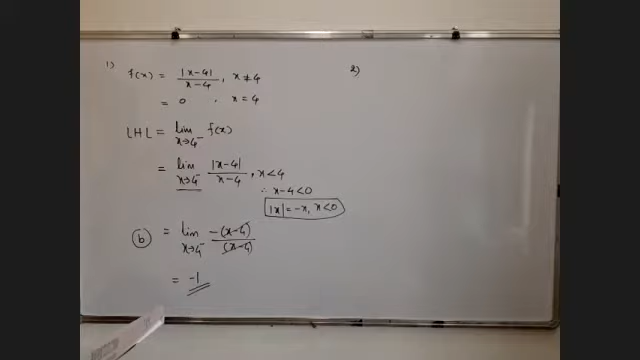 1) f(x) = |x-4| / x-4 , x ≠ 4
= 0 , x = 4
LHL = lim x→4⁻ f(x)
= lim x→4⁻ |x-4| / x-4 , x<4
∴ x-4<0
|x| = -x, x<0
(b) = lim x→4⁻ -(x-4) / (x-4)
= -1
2)